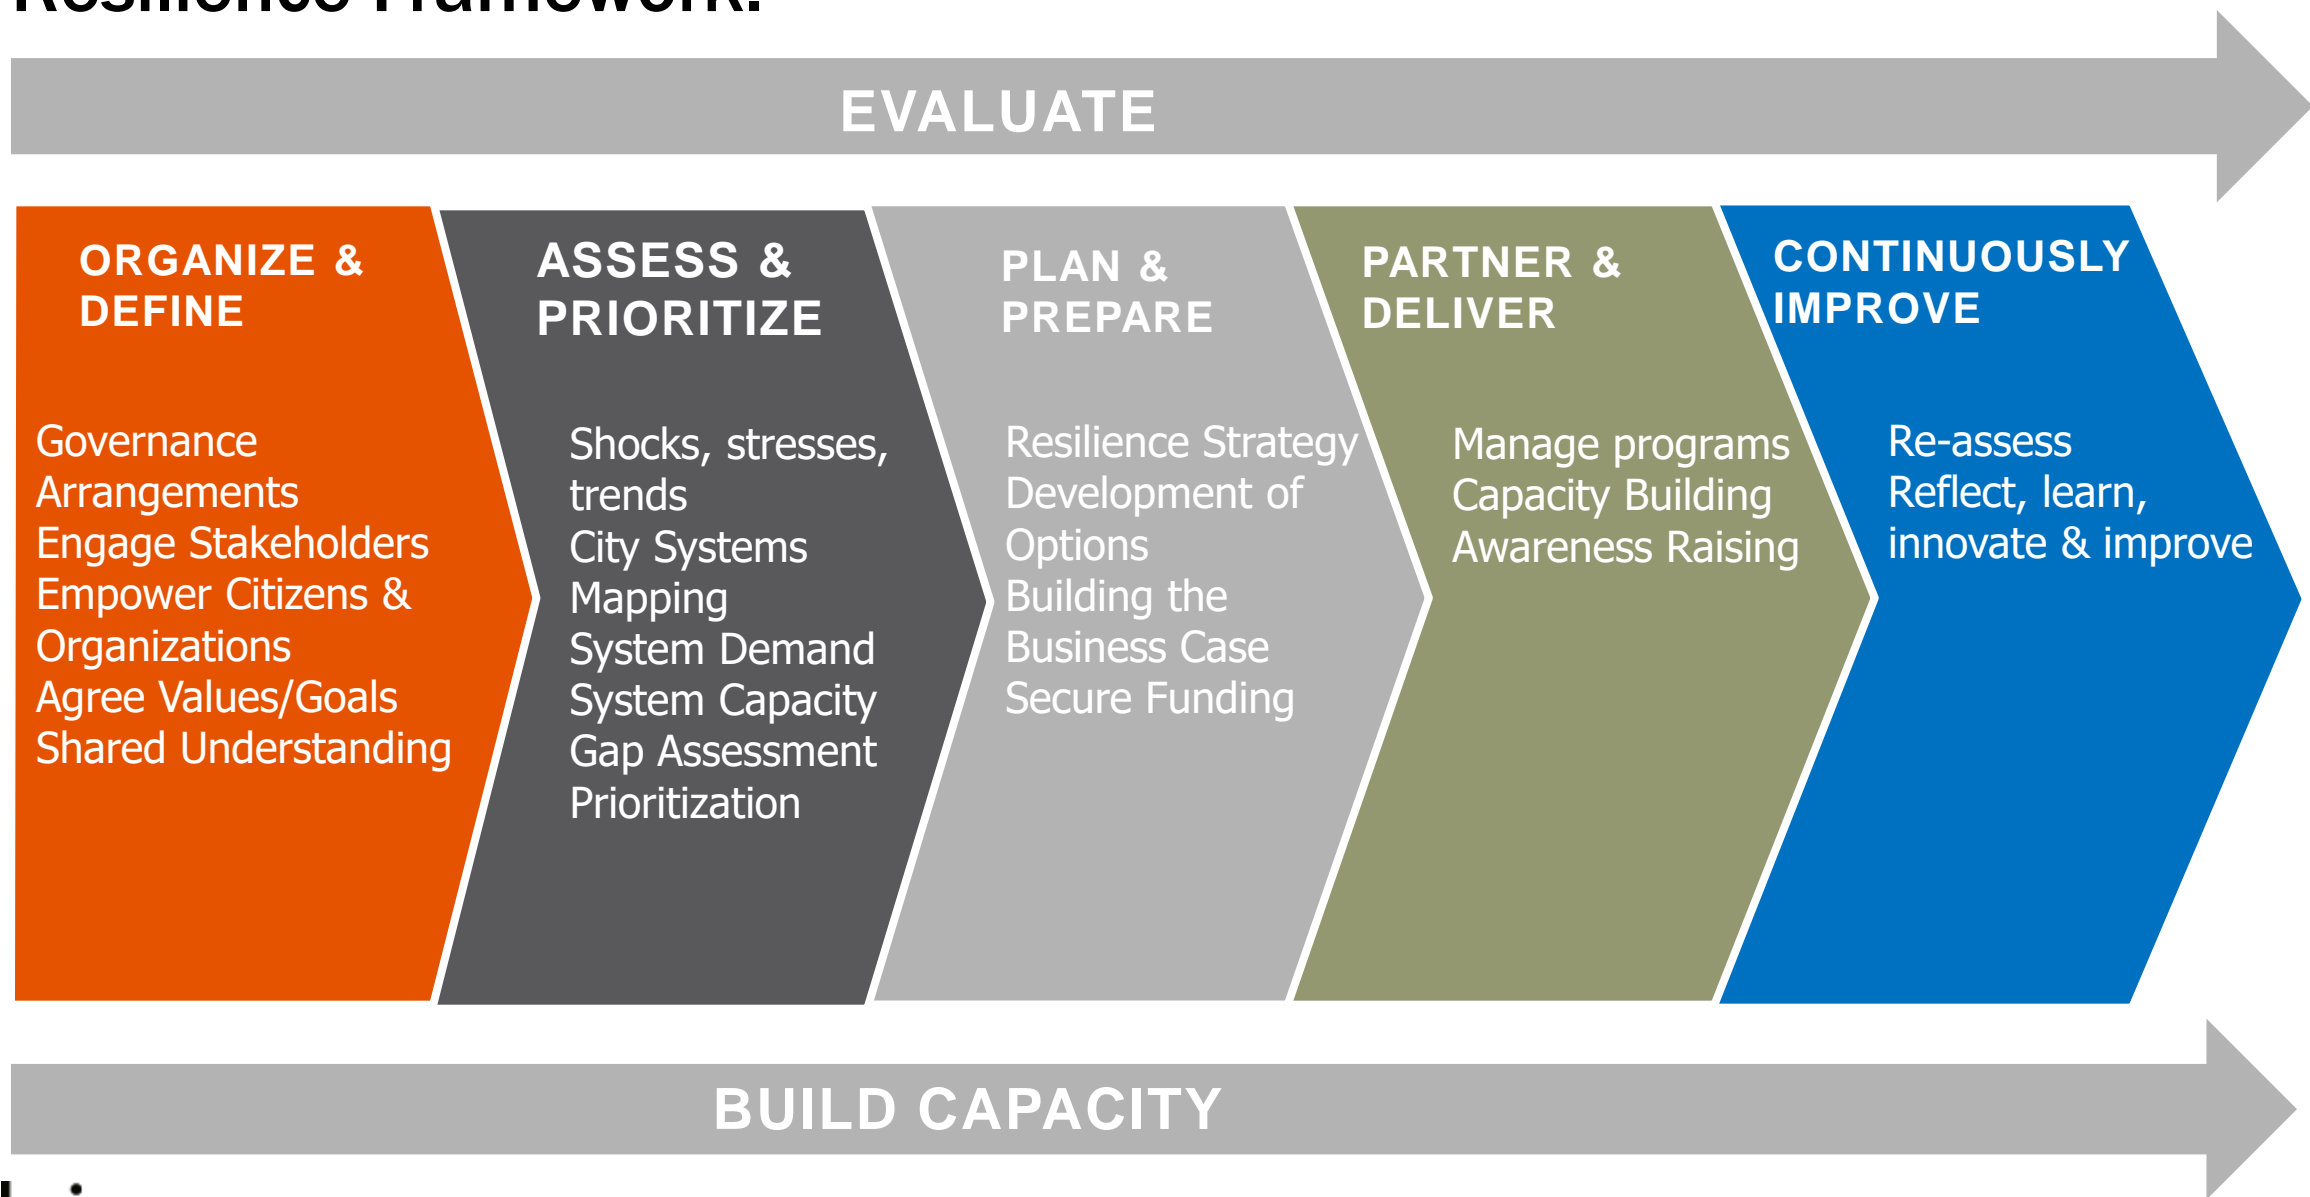 Resilience Framework.
EVALUATE
ORGANIZE &
DEFINE
Governance
Arrangements
Engage Stakeholders
Empower Citizens &
Organizations
Agree Values/Goals
Shared Understanding
ASSESS &
PRIORITIZE
Shocks, stresses,
trends
City Systems
Mapping
System Demand
System Capacity
Gap Assessment
Prioritization
PLAN &
PREPARE
Resilience Strategy
Development of
Options
Building the
Business Case
Secure Funding
PARTNER &
DELIVER
Manage programs
Capacity Building
Awareness Raising
CONTINUOUSLY
IMPROVE
Re-assess
Reflect, learn,
innovate & improve
BUILD CAPACITY